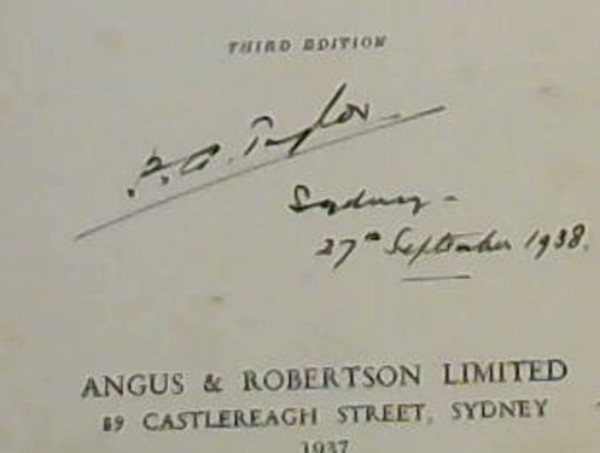 THIRD EDITION
P. G. Taylor
Sydney -
27th September 1938.
ANGUS & ROBERTSON LIMITED
89 CASTLEREAGH STREET, SYDNEY
1937